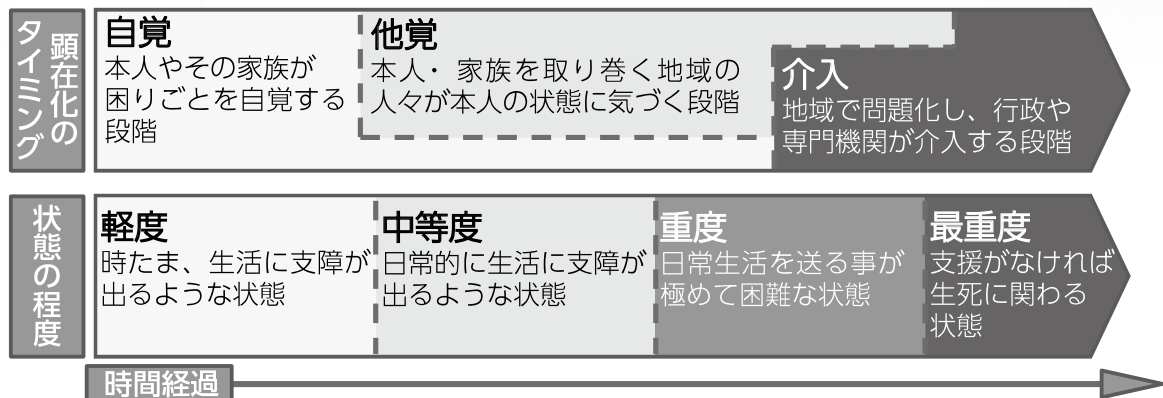 顕在化の
タイミング
自覚
本人やその家族が
困りごとを自覚する
段階
他覚
本人・ 家族を取り巻く地域の
人々が本人の状態に気づく段階
介入
地域で問題化し、行政や
専門機関が介入する段階
状態の程度
軽度
時たま、生活に支障が
出るような状態
中等度
日常的に生活に支障が
出るような状態
重度
日常生活を送る事が
極めて困難な状態
最重度
支援がなければ
生死に関わる
状態
時間経過